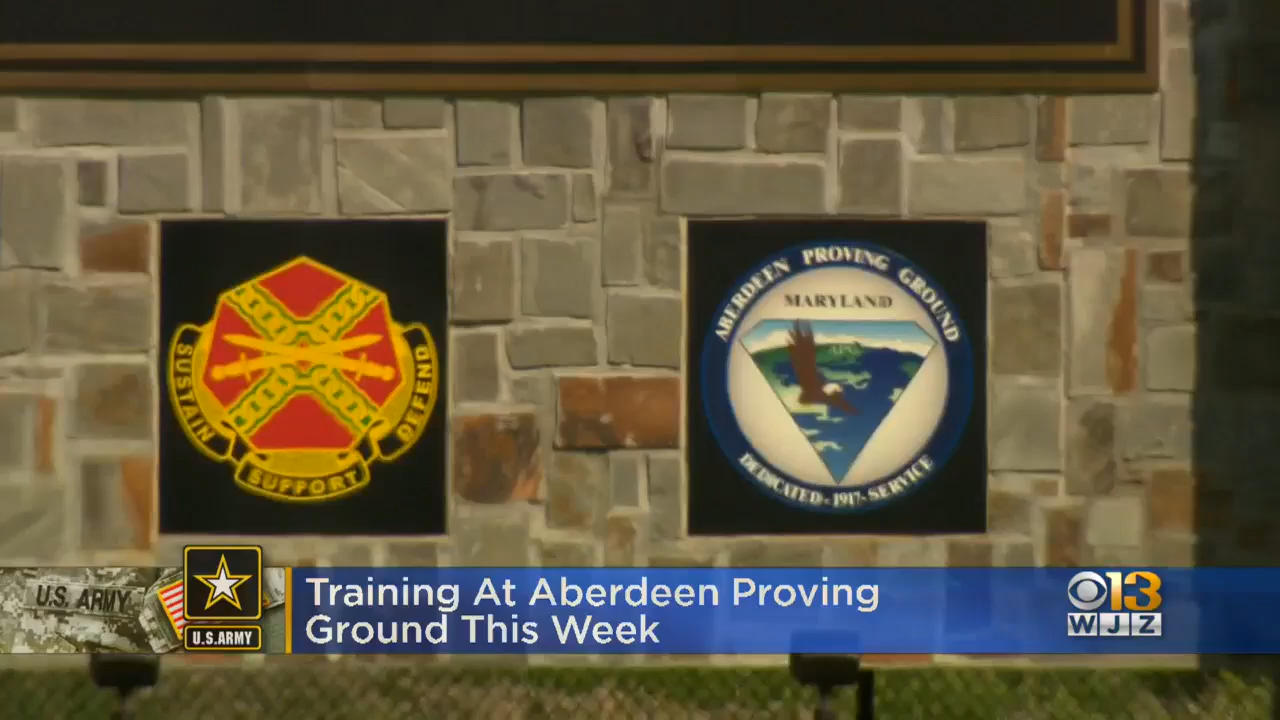 SUSTAIN
SUPPORT
DEFEND
ABERDEEN PROVING GROUND
MARYLAND
APG
DEDICATED - 1917 - SERVICE
U.S. ARMY
U.S.ARMY
Training At Aberdeen Proving
Ground This Week
13
WJZ